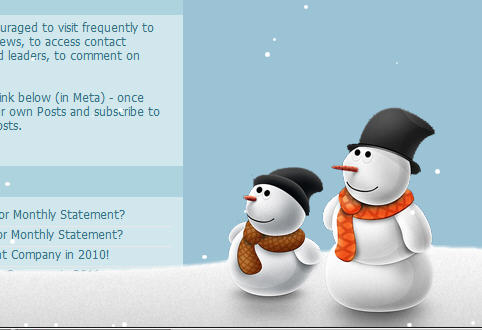 uraged to visit frequently to
ews, to access contact
d leaders, to comment on
ink below (in Meta) - once
r own Posts and subscribe to
osts.
or Monthly Statement?
or Monthly Statement?
nt Company in 2010!